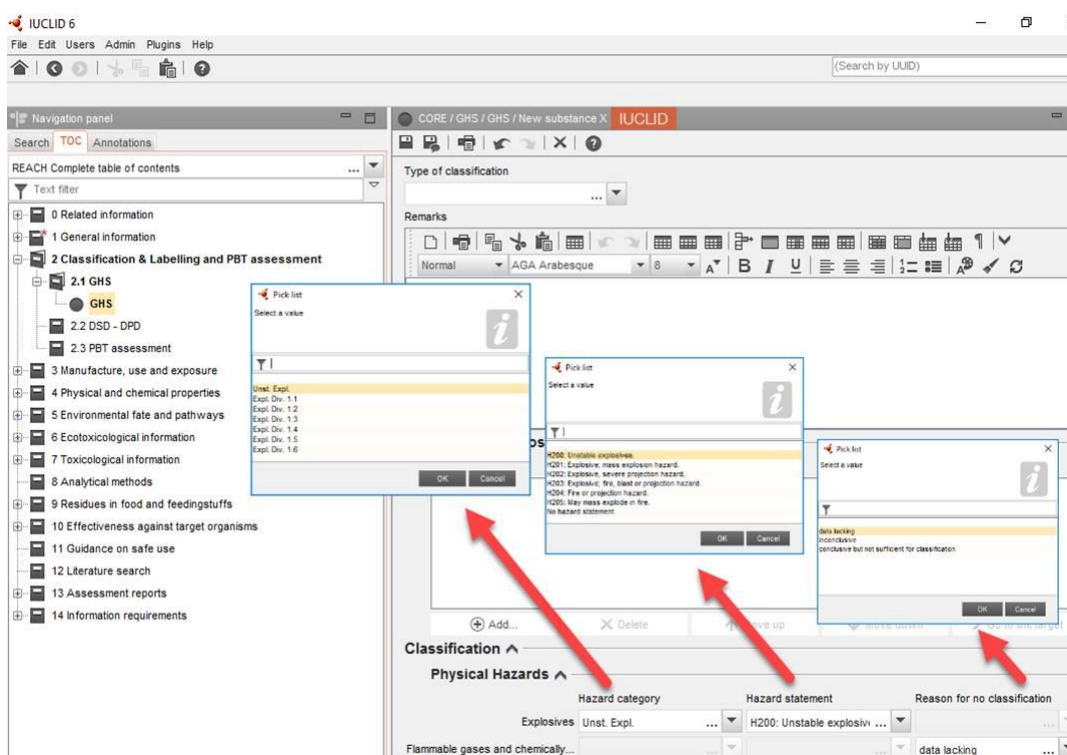 IUCLID 6
File Edit Users Admin Plugins Help
(Search by UUID)
Navigation panel
CORE / GHS / GHS / New substance X IUCLID
Search TOC Annotations
REACH Complete table of contents ...
Text filter
0 Related information
1 General information
2 Classification & Labelling and PBT assessment
2.1 GHS
GHS
2.2 DSD - DPD
2.3 PBT assessment
3 Manufacture, use and exposure
4 Physical and chemical properties
5 Environmental fate and pathways
6 Ecotoxicological information
7 Toxicological information
8 Analytical methods
9 Residues in food and feedingstuffs
10 Effectiveness against target organisms
11 Guidance on safe use
12 Literature search
13 Assessment reports
14 Information requirements
Type of classification
...
Remarks
Normal AGA Arabesque 8 B I U
Pick list
Select a value
Unst. Expl.
Expl. Div. 1.1
Expl. Div. 1.2
Expl. Div. 1.3
Expl. Div. 1.4
Expl. Div. 1.5
Expl. Div. 1.6
OK Cancel
Pick list
Select a value
H200: Unstable explosives.
H201: Explosive; mass explosion hazard.
H202: Explosive, severe projection hazard.
H203: Explosive; fire, blast or projection hazard.
H204: Fire or projection hazard.
H205: May mass explode in fire.
No hazard statement
OK Cancel
Pick list
Select a value
data lacking
inconclusive
conclusive but not sufficient for classification
OK Cancel
Add... Delete
Classification
Physical Hazards
Hazard category Hazard statement Reason for no classification
Explosives Unst. Expl. ... H200: Unstable explosiv ... ...
Flammable gases and chemically... ... ... data lacking ...